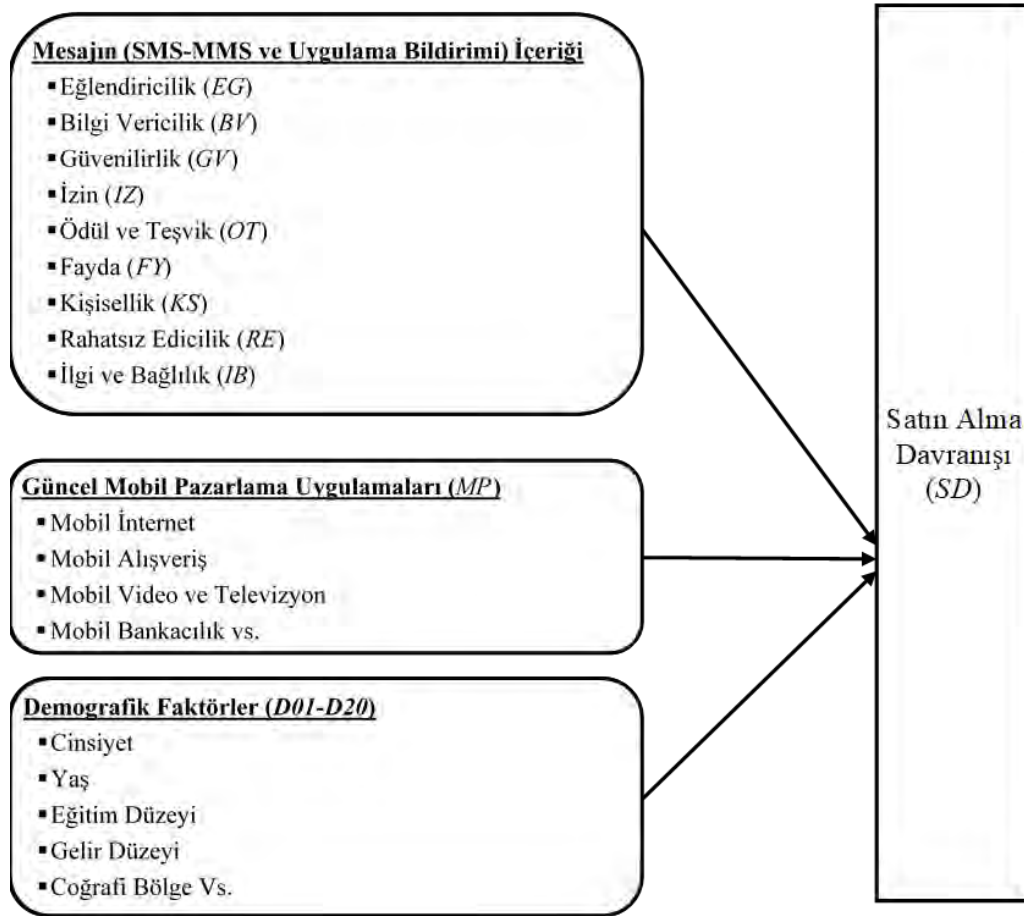 Mesajın (SMS-MMS ve Uygulama Bildirimi) İçeriği
▪Eğlendiricilik (EG)
▪Bilgi Vericilik (BV)
▪Güvenilirlik (GV)
▪İzin (IZ)
▪Ödül ve Teşvik (OT)
▪Fayda (FY)
▪Kişisellik (KS)
▪Rahatsız Edicilik (RE)
▪İlgi ve Bağlılık (IB)
Güncel Mobil Pazarlama Uygulamaları (MP)
▪Mobil İnternet
▪Mobil Alışveriş
▪Mobil Video ve Televizyon
▪Mobil Bankacılık vs.
Demografik Faktörler (D01-D20)
▪Cinsiyet
▪Yaş
▪Eğitim Düzeyi
▪Gelir Düzeyi
▪Coğrafi Bölge Vs.
Satın Alma
Davranışı
(SD)